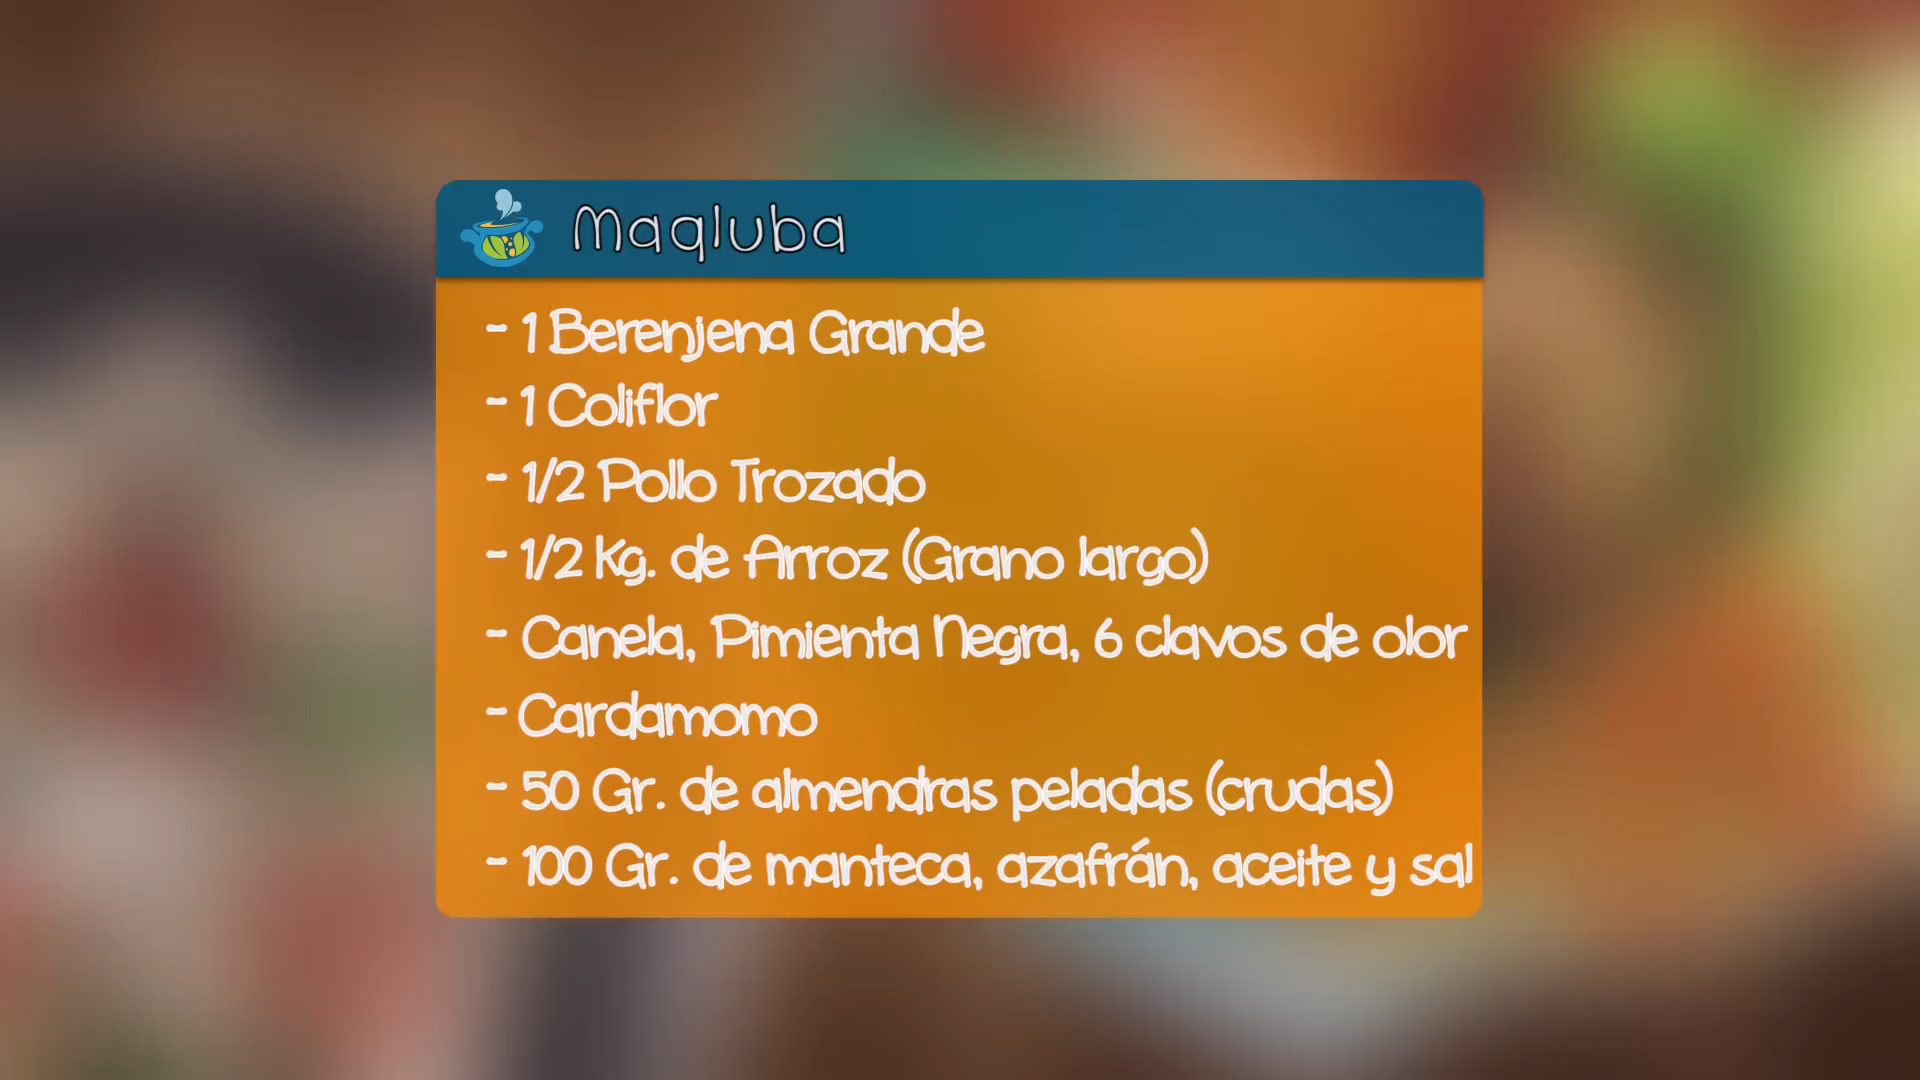 Maqluba
- 1 Berenjena Grande
- 1 Coliflor
- 1/2 Pollo Trozado
- 1/2 Kg. de Arroz (Grano largo)
- Canela, Pimienta Negra, 6 clavos de olor
- Cardamomo
- 50 Gr. de almendras peladas (crudas)
- 100 Gr. de manteca, azafrán, aceite y sal